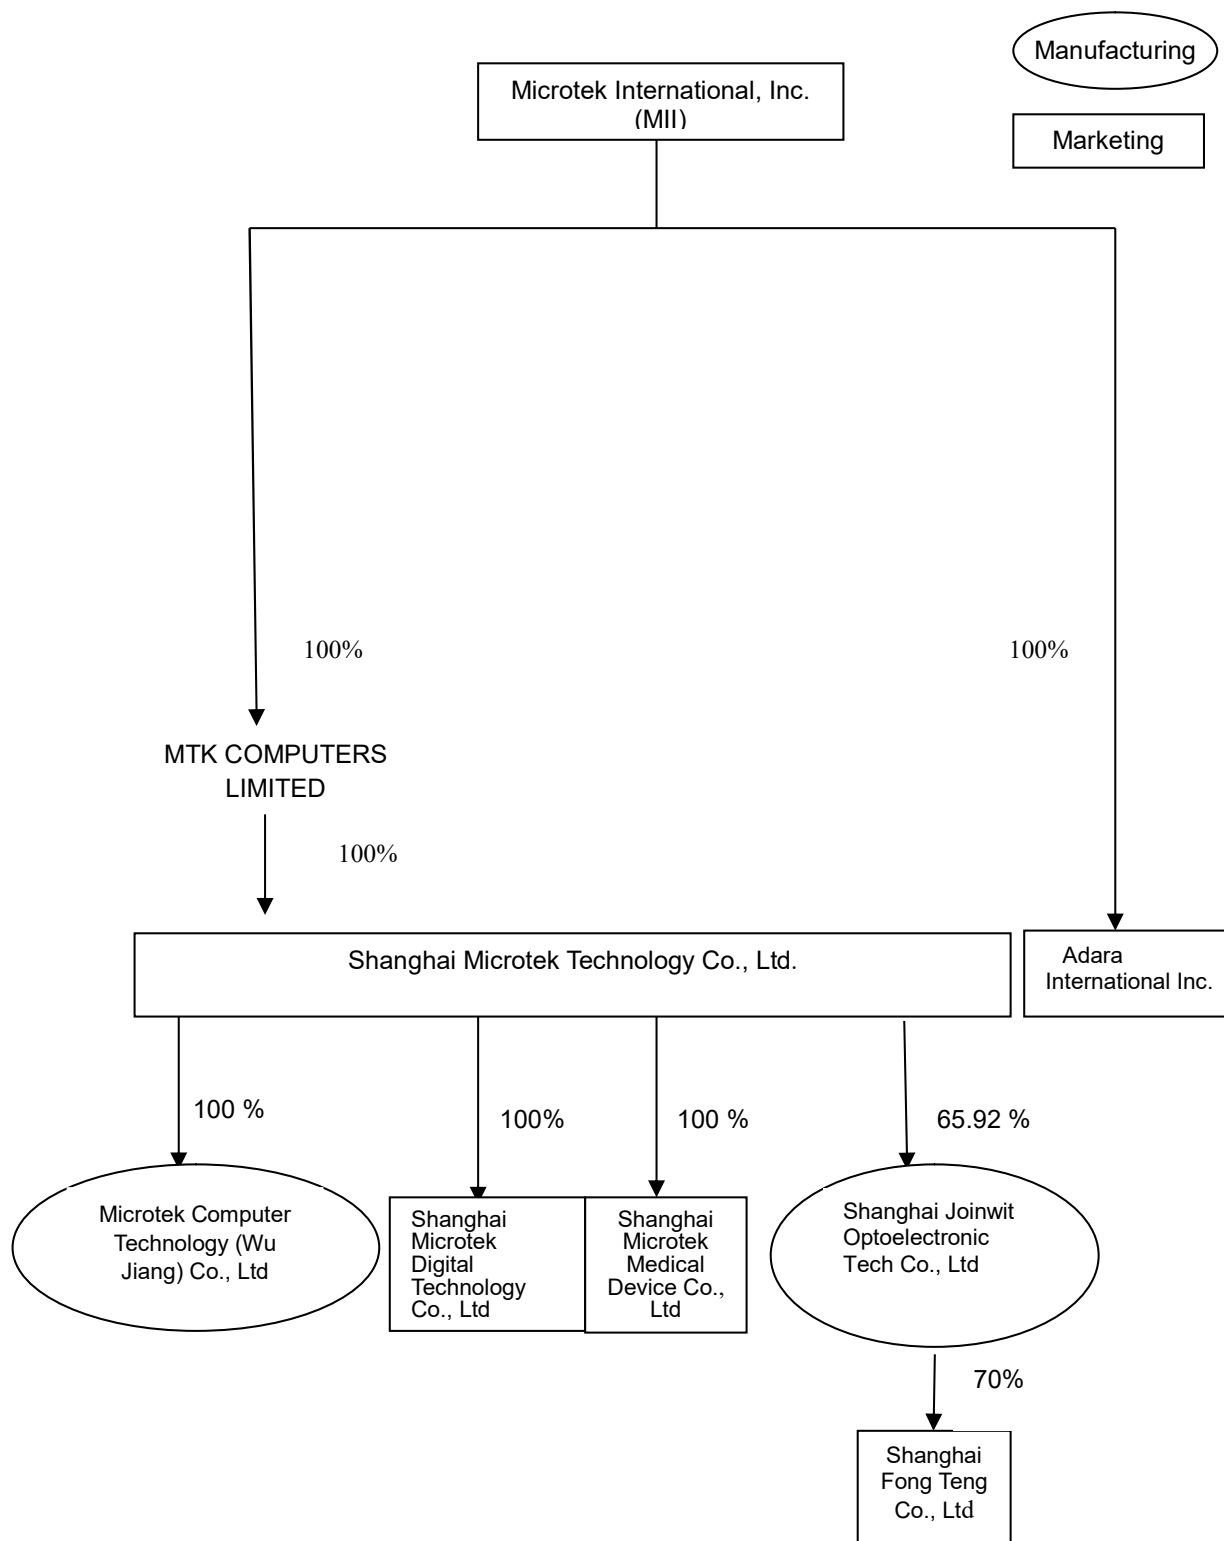 Manufacturing
Microtek International, Inc.
(MII)
Marketing
100%
100%
MTK COMPUTERS
LIMITED
100%
Shanghai Microtek Technology Co., Ltd.
Adara
International Inc.
100 %
100%
100 %
65.92 %
Microtek Computer
Technology (Wu
Jiang) Co., Ltd
Shanghai
Microtek
Digital
Technology
Co., Ltd
Shanghai
Microtek
Medical
Device Co.,
Ltd
Shanghai Joinwit
Optoelectronic
Tech Co., Ltd
70%
Shanghai
Fong Teng
Co., Ltd